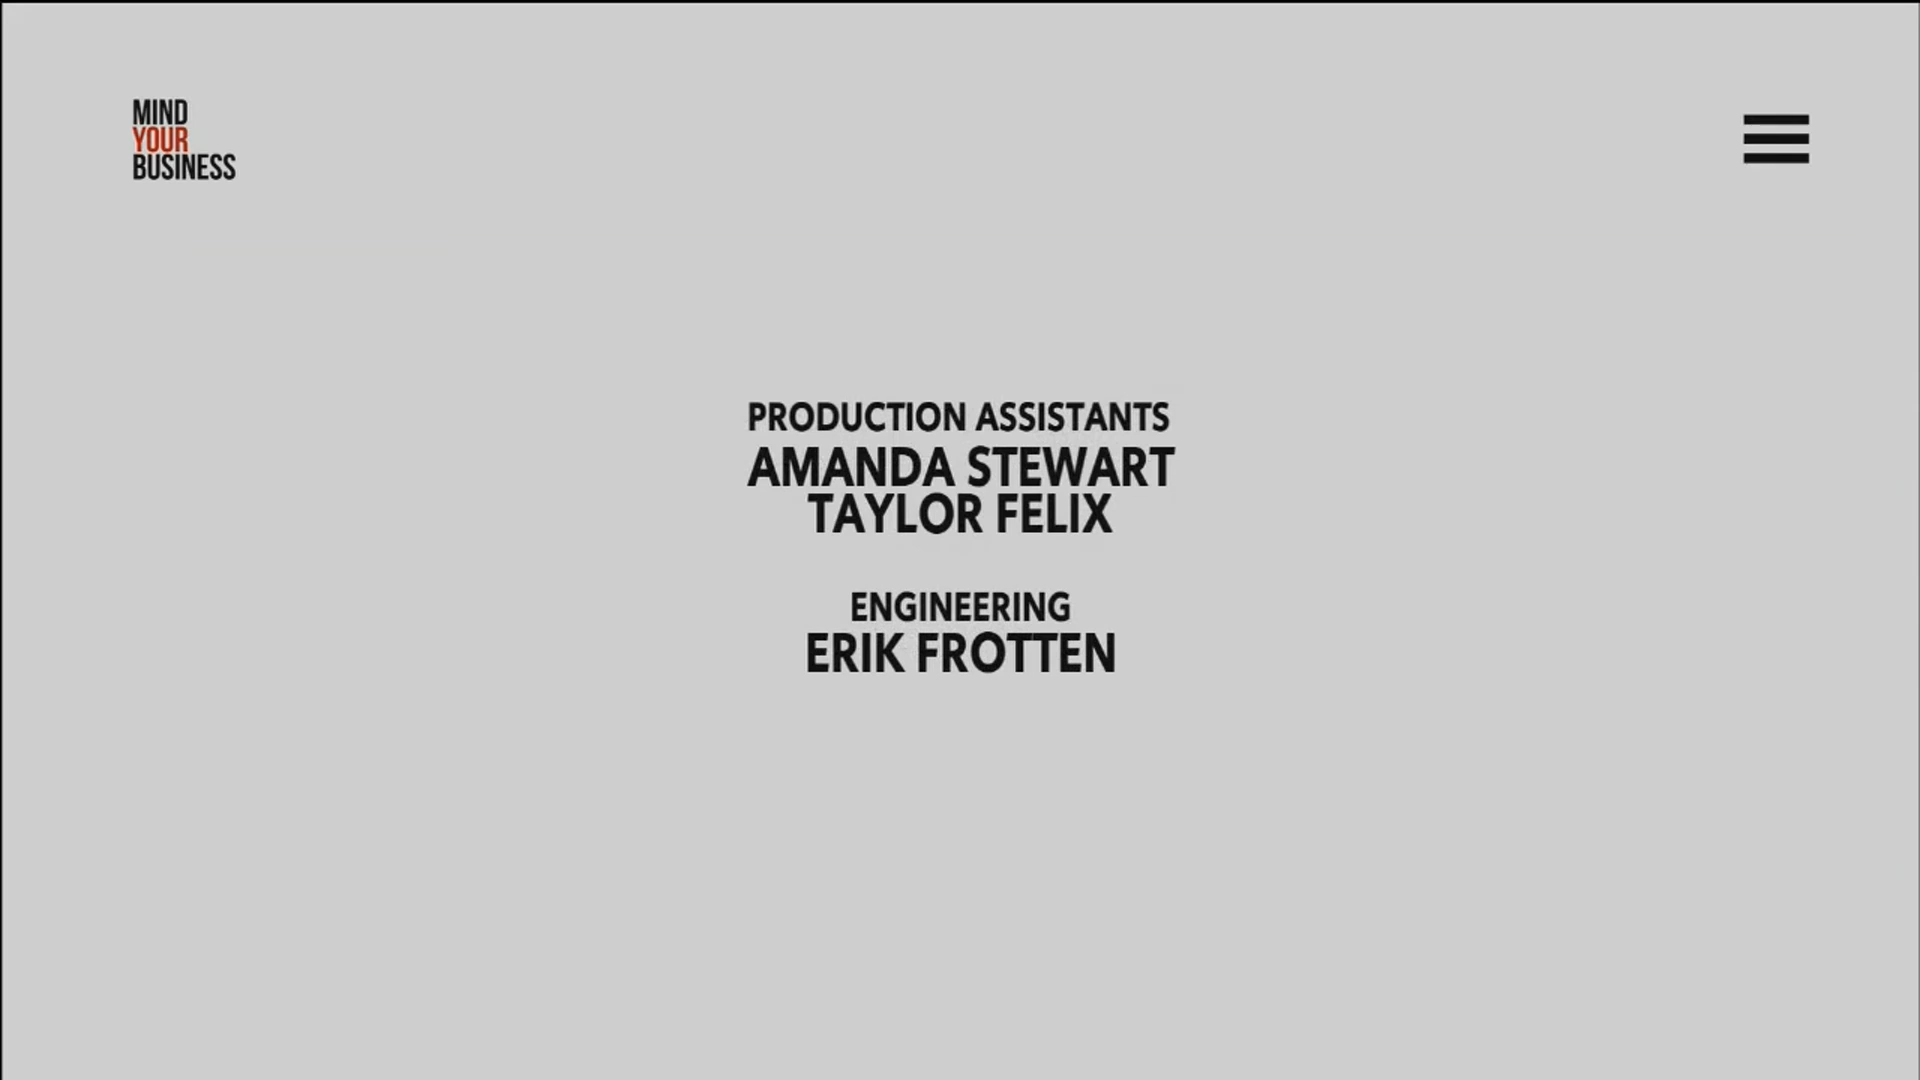 MIND
YOUR
BUSINESS
PRODUCTION ASSISTANTS
AMANDA STEWART
TAYLOR FELIX
ENGINEERING
ERIK FROTTEN